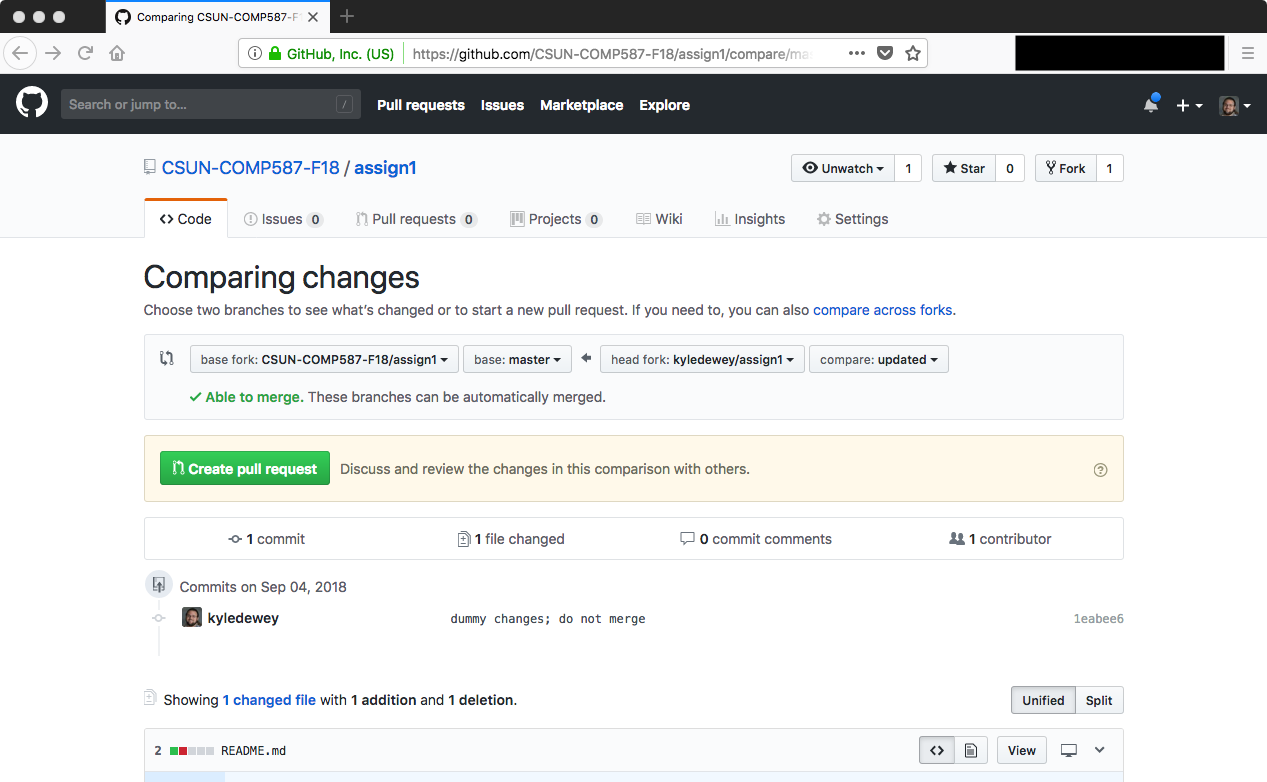 Comparing CSUN-COMP587-F
GitHub, Inc. (US) https://github.com/CSUN-COMP587-F18/assign1/compare/ma
Search or jump to... / Pull requests Issues Marketplace Explore
CSUN-COMP587-F18 / assign1 Unwatch 1 Star 0 Fork 1
Code Issues 0 Pull requests 0 Projects 0 Wiki Insights Settings
Comparing changes
Choose two branches to see what's changed or to start a new pull request. If you need to, you can also compare across forks.
base fork: CSUN-COMP587-F18/assign1 base: master head fork: kyledewey/assign1 compare: updated
Able to merge. These branches can be automatically merged.
Create pull request Discuss and review the changes in this comparison with others.
1 commit 1 file changed 0 commit comments 1 contributor
Commits on Sep 04, 2018
kyledewey dummy changes; do not merge 1eabee6
Showing 1 changed file with 1 addition and 1 deletion. Unified Split
2 README.md View